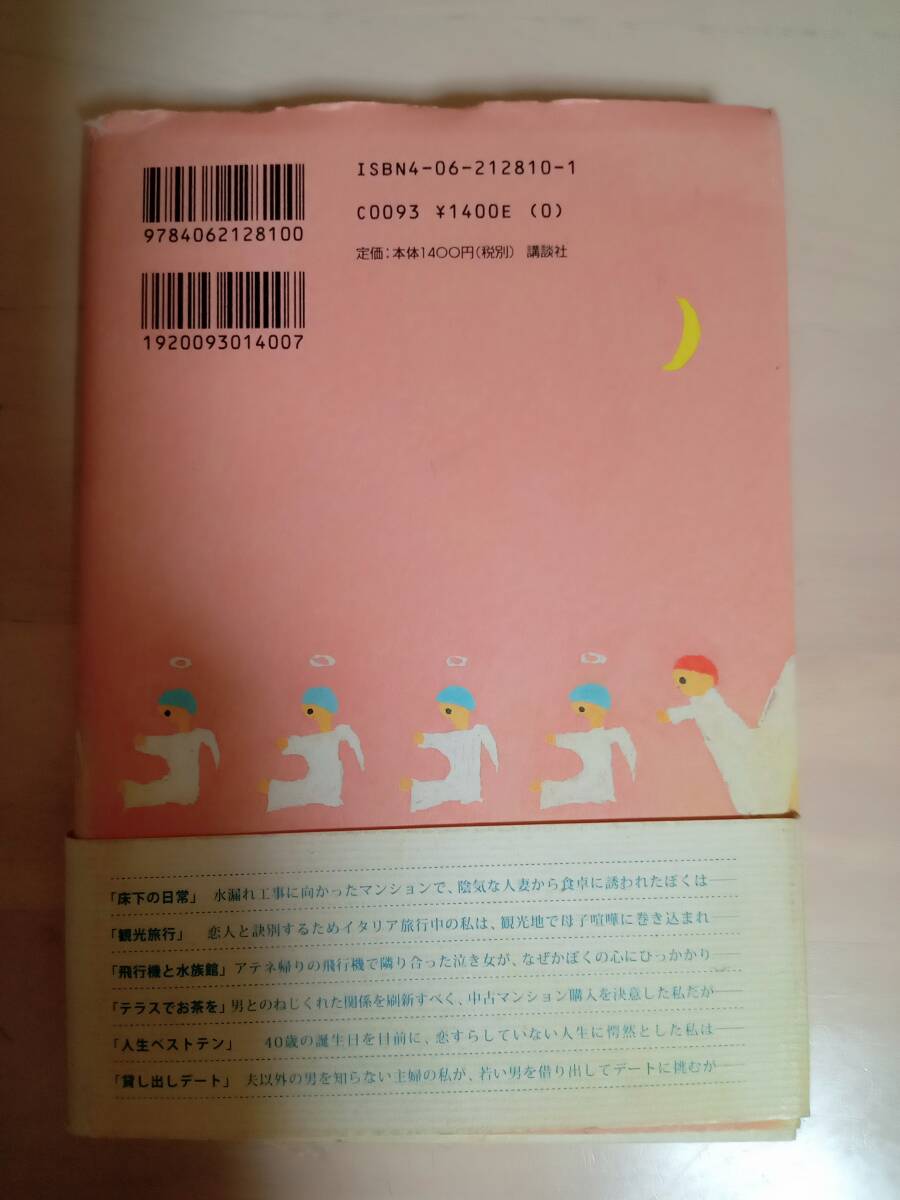 ISBN4-06-212810-1
C0093 ¥1400E (0)
定価：本体1400円（税別） 講談社
9784062128100
1920093014007
「床下の日常」 水漏れ工事に向かったマンションで、陰気な人妻から食卓に誘われたぼくは──
「観光旅行」 恋人と訣別するためイタリア旅行中の私は、観光地で母子喧嘩に巻き込まれ──
「飛行機と水族館」 アテネ帰りの飛行機で隣り合った泣き女が、なぜかぼくの心にひっかかり──
「テラスでお茶を」 男とのねじくれた関係を刷新すべく、中古マンション購入を決意した私だが──
「人生ベストテン」 40歳の誕生日を目前に、恋すらしていない人生に愕然とした私は──
「貸し出しデート」 夫以外の男を知らない主婦の私が、若い男を借り出してデートに挑むが──